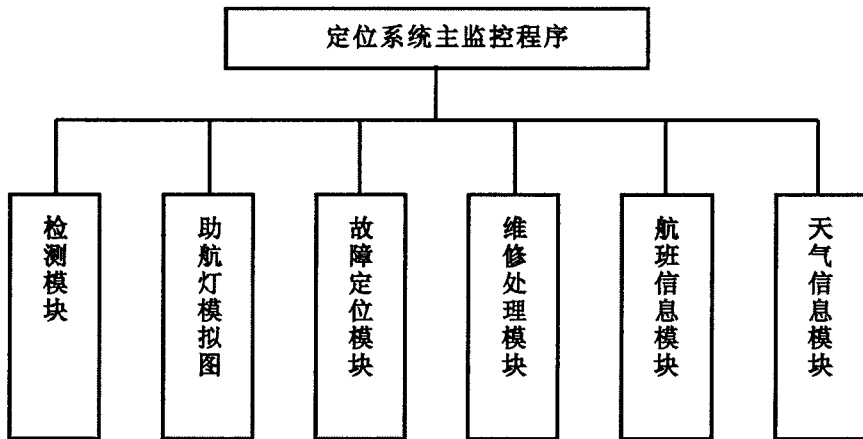 定位系统主监控程序
检测模块
助航灯模拟图
故障定位模块
维修处理模块
航班信息模块
天气信息模块